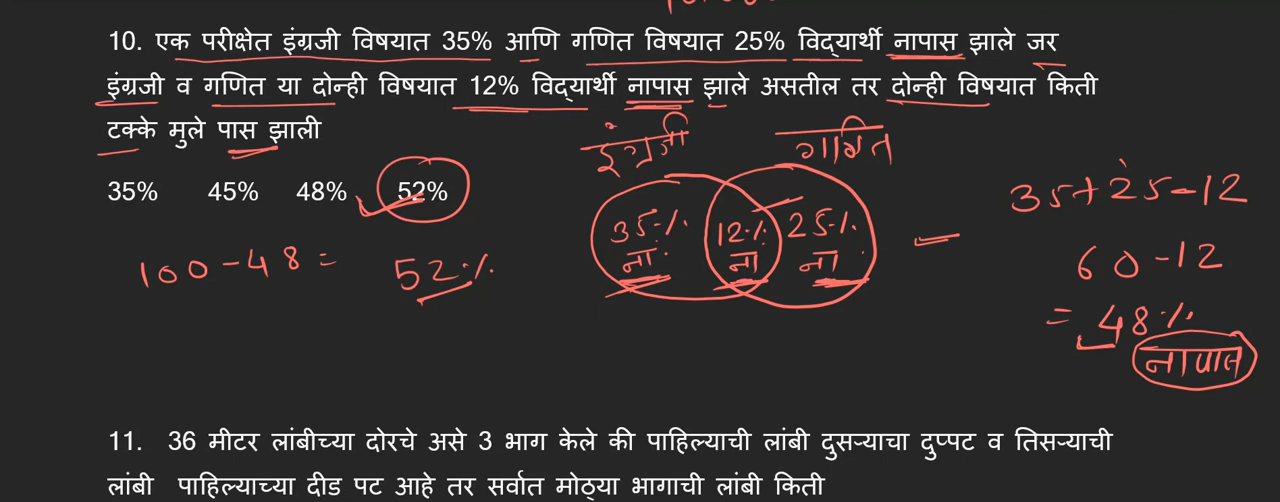 10. एक परीक्षेत इंग्रजी विषयात 35% आणि गणित विषयात 25% विद्यार्थी नापास झाले जर
इंग्रजी व गणित या दोन्ही विषयात 12% विद्यार्थी नापास झाले असतील तर दोन्ही विषयात किती
टक्के मुले पास झाली
इंग्रजी गणित
35% 45% 48% 52%
35+25-12
35% 12% 25%
ना. ना ना.
100-48= 52%
60-12
= 48%
नापास
11. 36 मीटर लांबीच्या दोरचे असे 3 भाग केले की पाहिल्याची लांबी दुसऱ्याचा दुप्पट व तिसऱ्याची
लांबी पाहिल्याच्या दीड पट आहे तर सर्वात मोठ्या भागाची लांबी किती